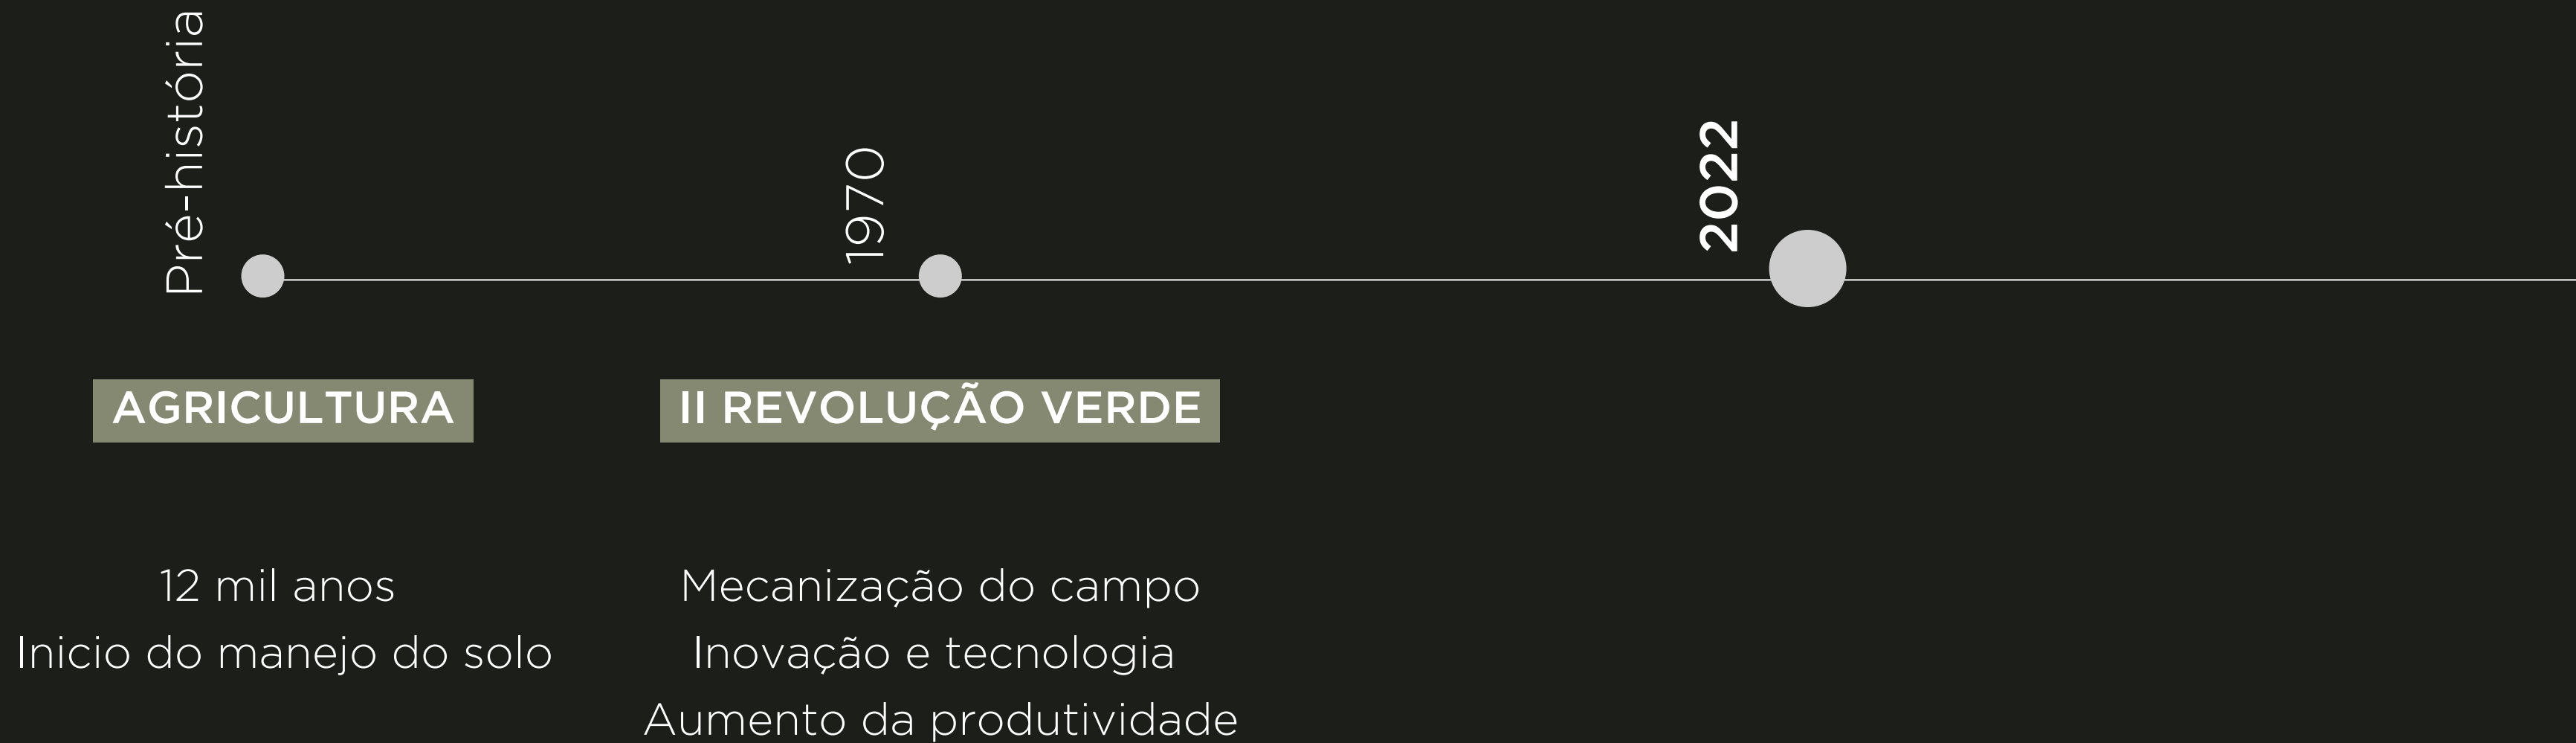 Pré-história
1970
2022
AGRICULTURA
II REVOLUÇÃO VERDE
12 mil anos
Inicio do manejo do solo
Mecanização do campo
Inovação e tecnologia
Aumento da produtividade